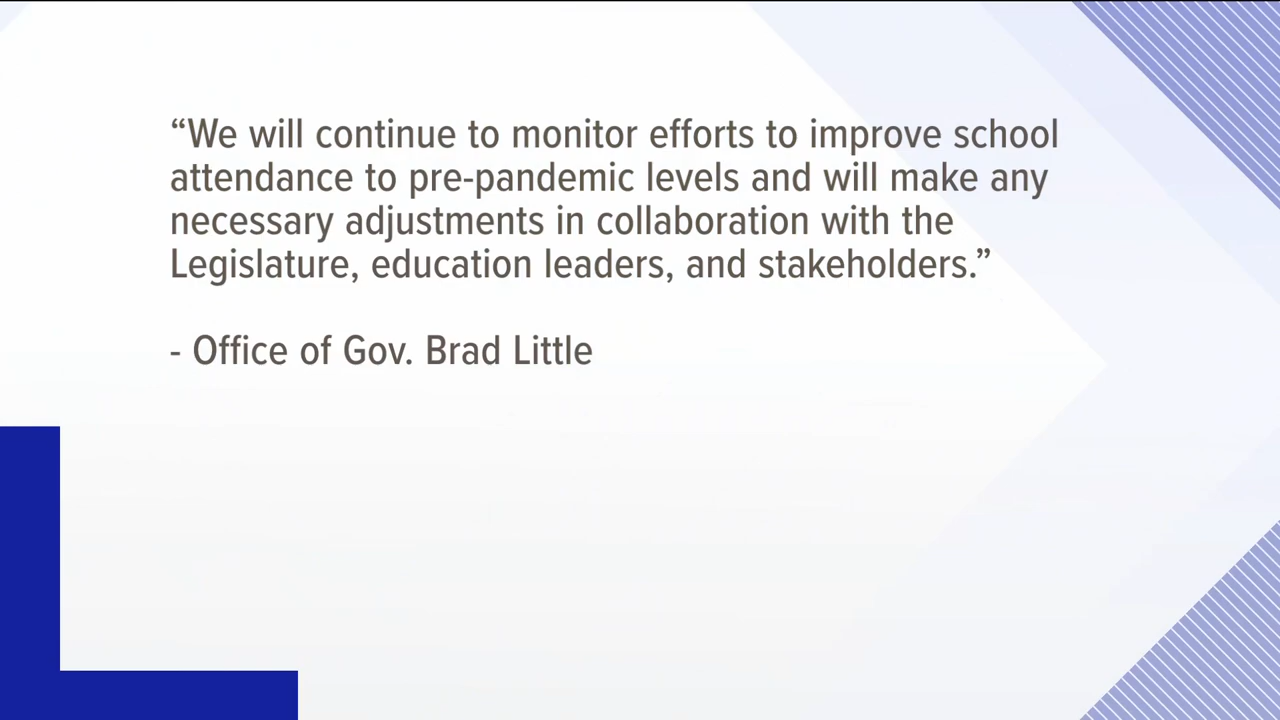 “We will continue to monitor efforts to improve school
attendance to pre-pandemic levels and will make any
necessary adjustments in collaboration with the
Legislature, education leaders, and stakeholders.”
- Office of Gov. Brad Little